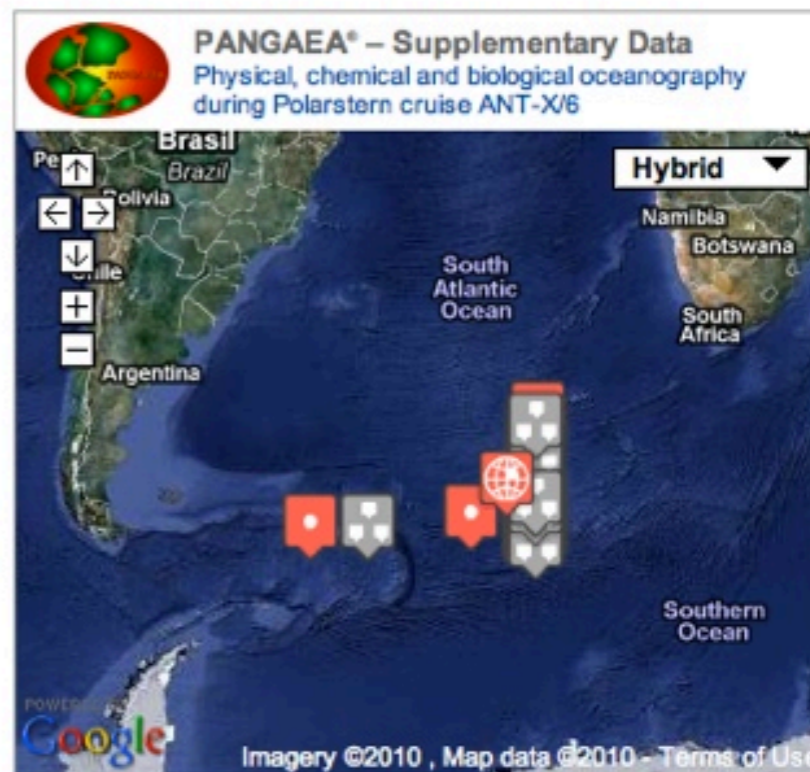 PANGAEA® – Supplementary Data
Physical, chemical and biological oceanography
during Polarstern cruise ANT-X/6
Brasil
Brazil
Hybrid
Bolivia
Namibia
Botswana
South
Atlantic
Ocean
South
Africa
Argentina
Southern
Ocean
POWERED
Google
Imagery ©2010 , Map data ©2010 - Terms of Use